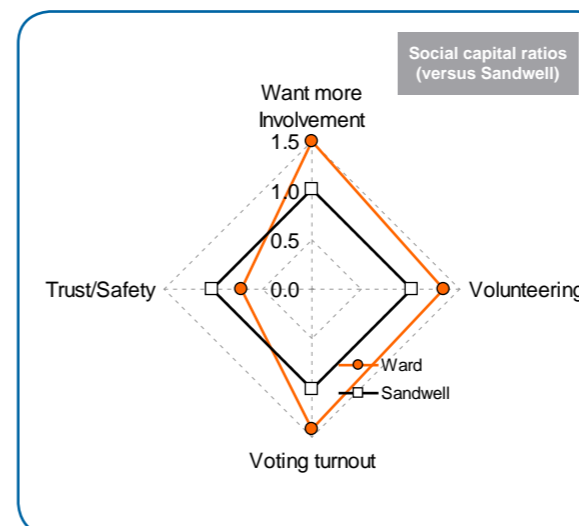 Social capital ratios
(versus Sandwell)
Want more
Involvement
1.5
1.0
0.5
0.0
Trust/Safety
Volunteering
Ward
Sandwell
Voting turnout